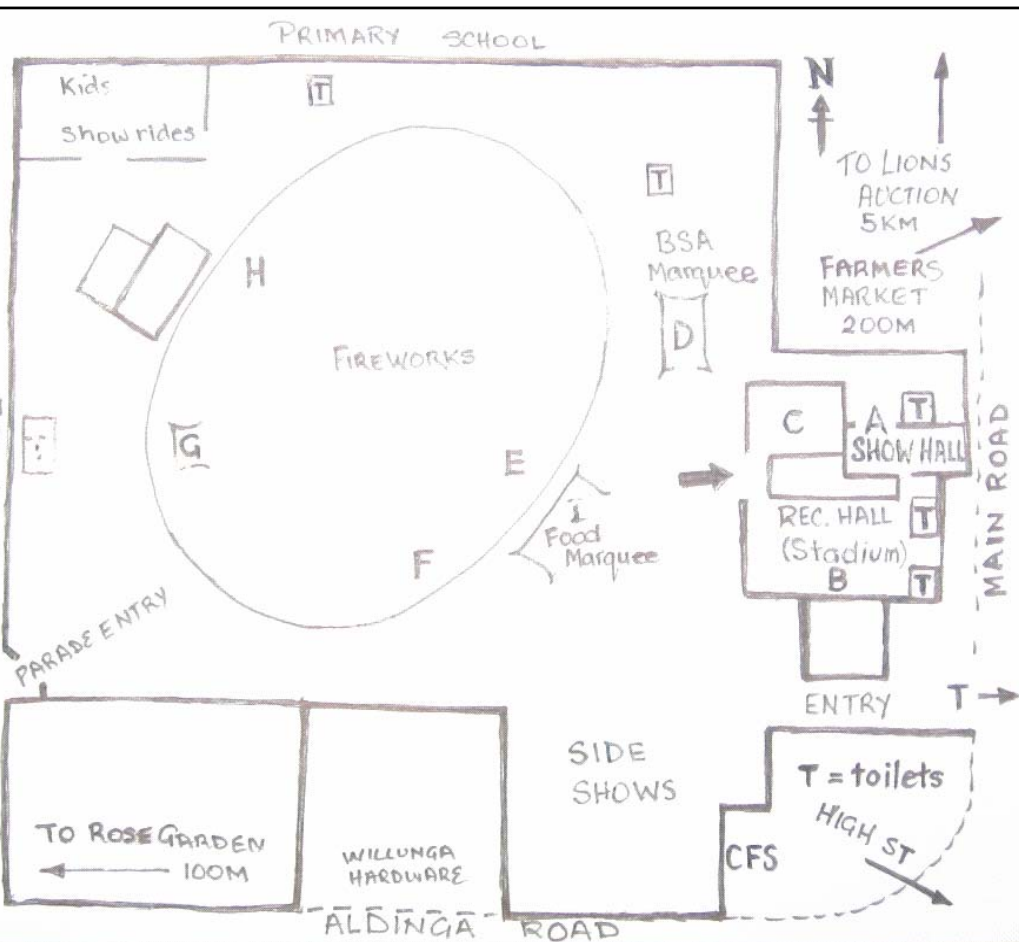 PRIMARY SCHOOL
Kids
Show rides
T
N
TO LIONS
AUCTION
5KM
T
BSA
Marquee
FARMERS
MARKET
200M
H
D
FIREWORKS
C
A
T
SHOW HALL
G
E
MAIN ROAD
I
Food
Marquee
REC. HALL
(Stadium)
T
B
T
F
PARADE ENTRY
ENTRY
T
SIDE
SHOWS
T = toilets
HIGH ST
TO ROSE GARDEN
100M
WILLUNGA
HARDWARE
CFS
ALDINGA ROAD